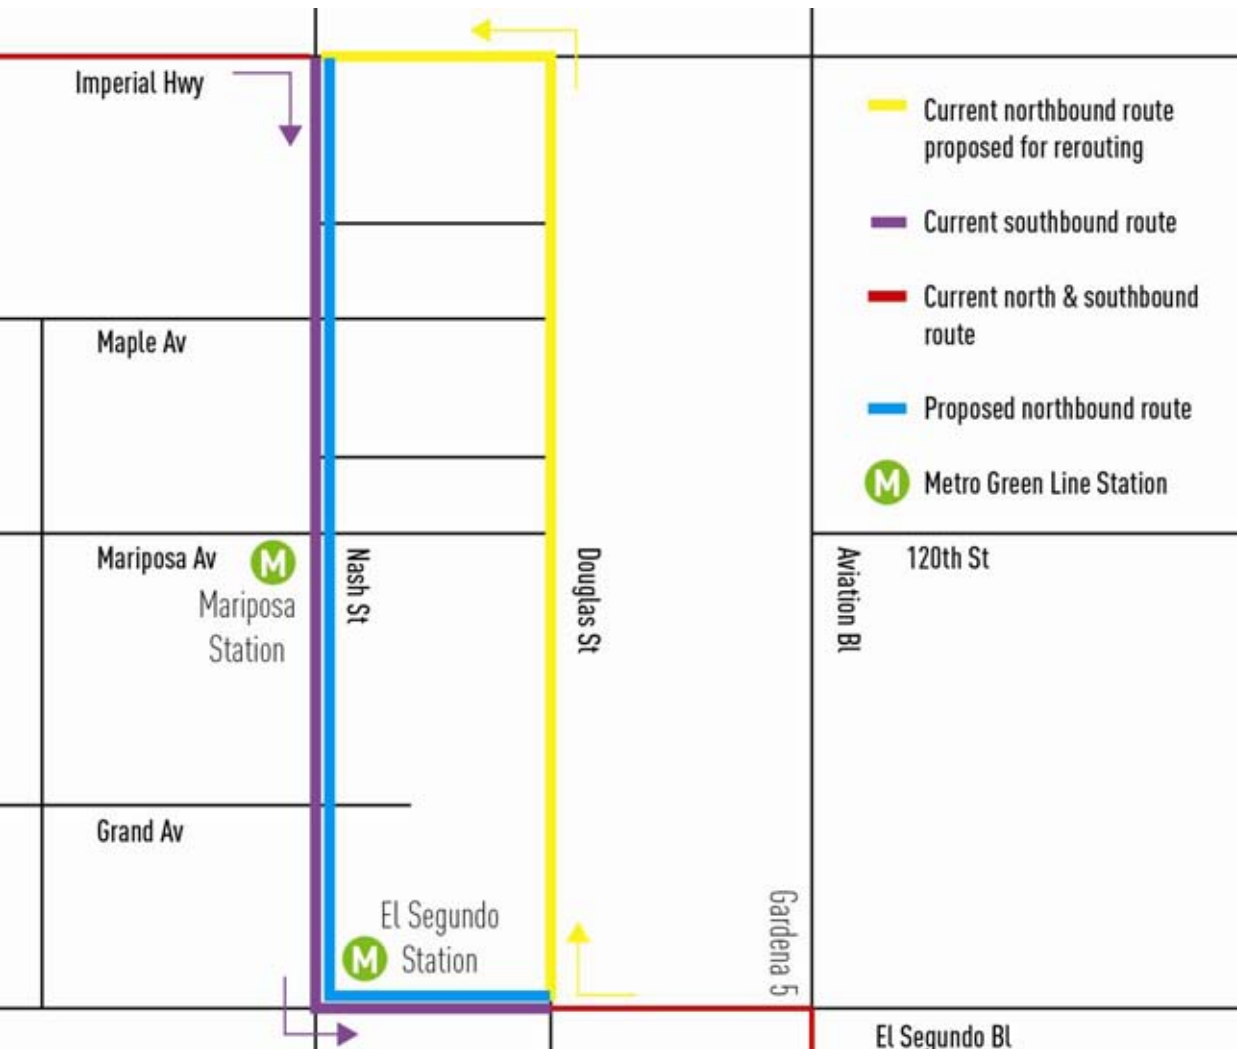 Imperial Hwy
Current northbound route
proposed for rerouting
Current southbound route
Current north & southbound
route
Proposed northbound route
M
Metro Green Line Station
Maple Av
Mariposa Av
M
Mariposa
Station
Nash St
Douglas St
Aviation Bl
120th St
Grand Av
El Segundo
M
Station
Gardena 5
El Segundo Bl